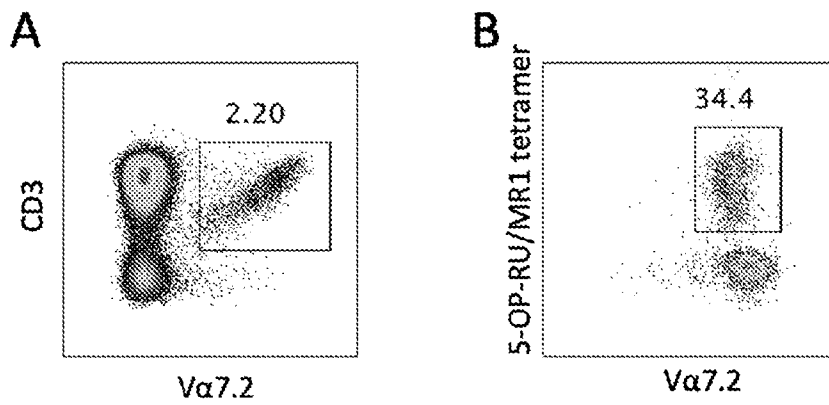 A
2.20
CD3
Vα7.2
B
34.4
5-OP-RU/MR1 tetramer
Vα7.2